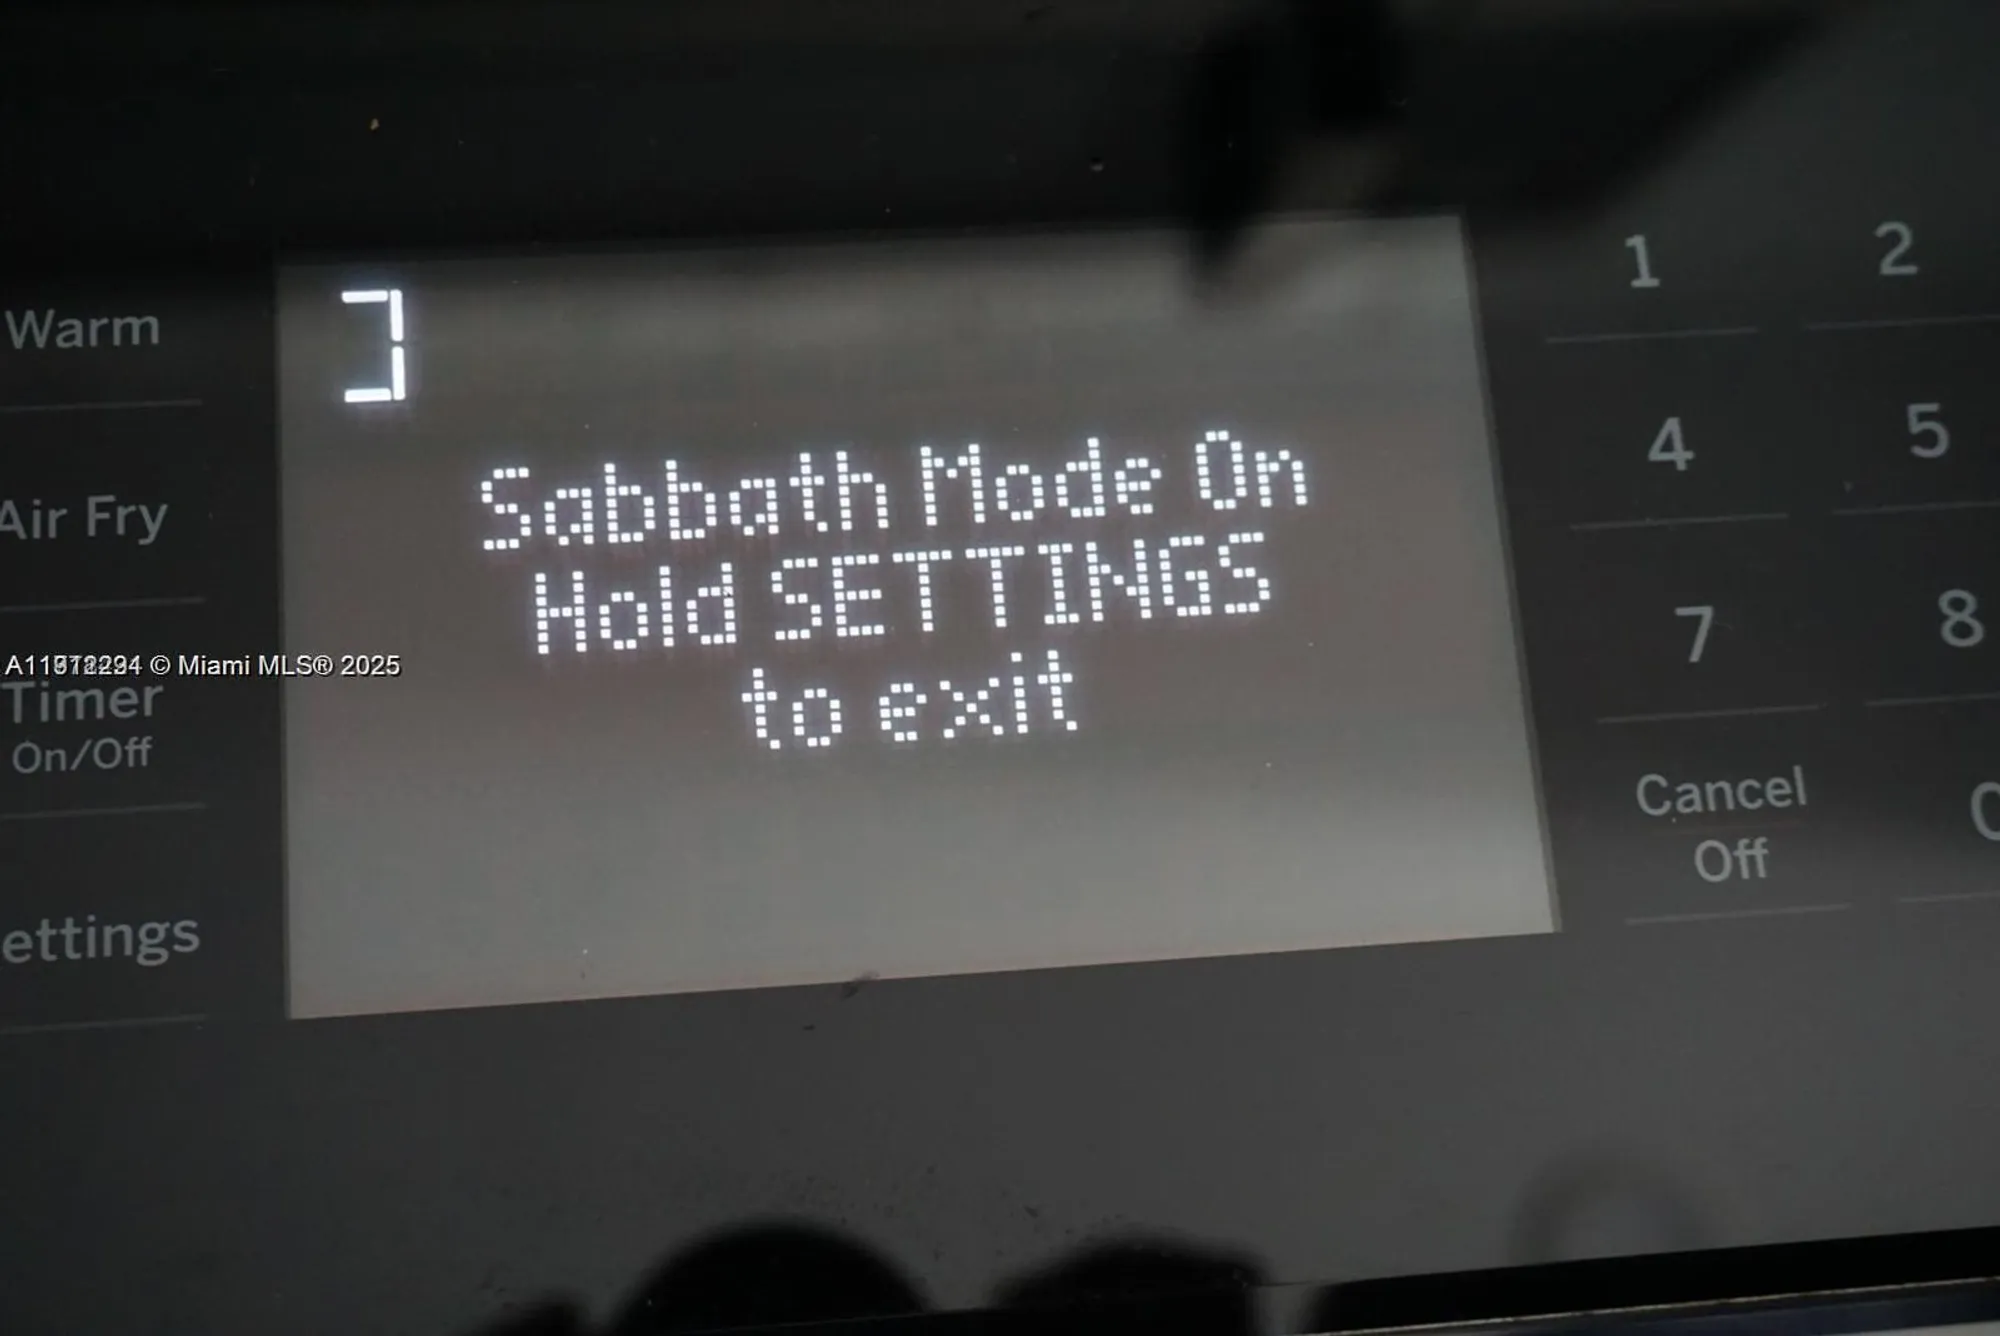 1 2
Warm
]
4 5
Sabbath Mode On
Air Fry
Hold SETTINGS
7 8
to exit
© Miami MLS® 2025
Timer
On/Off
Cancel
Off
0
ettings